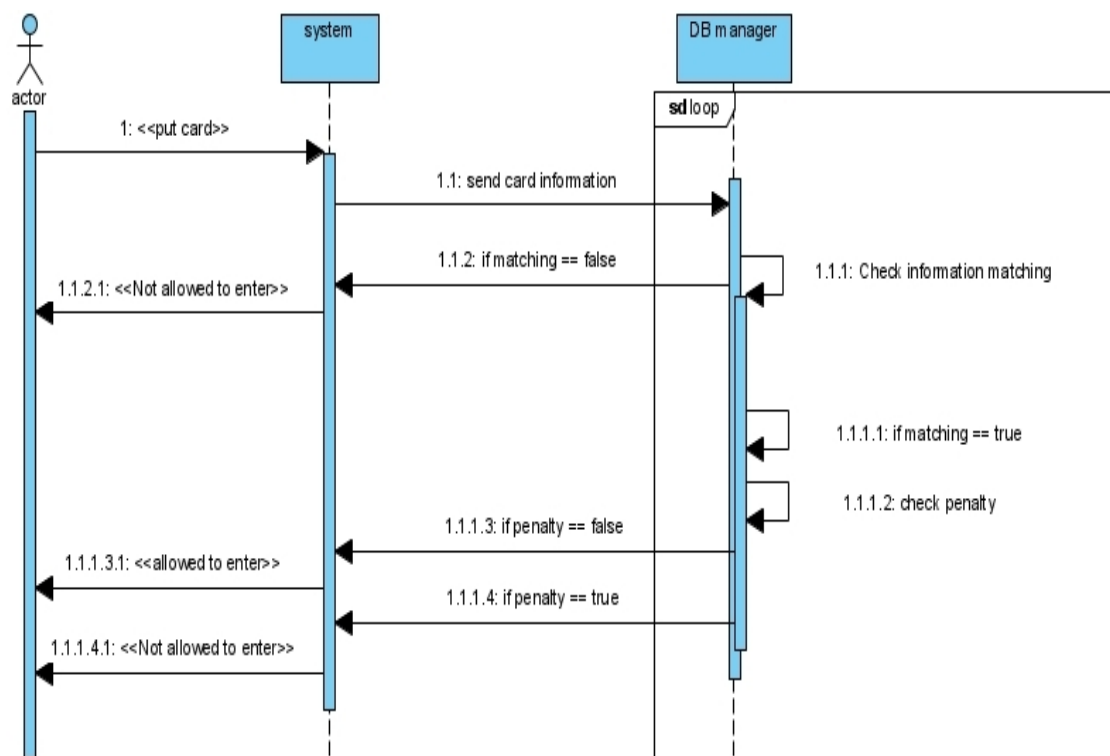 system
DB manager
actor
sd loop
1: <<put card>>
1.1: send card information
1.1.2: if matching == false
1.1.1: Check information matching
1.1.2.1: <<Not allowed to enter>>
1.1.1.1: if matching == true
1.1.1.2: check penalty
1.1.1.3: if penalty == false
1.1.1.3.1: <<allowed to enter>>
1.1.1.4: if penalty == true
1.1.1.4.1: <<Not allowed to enter>>